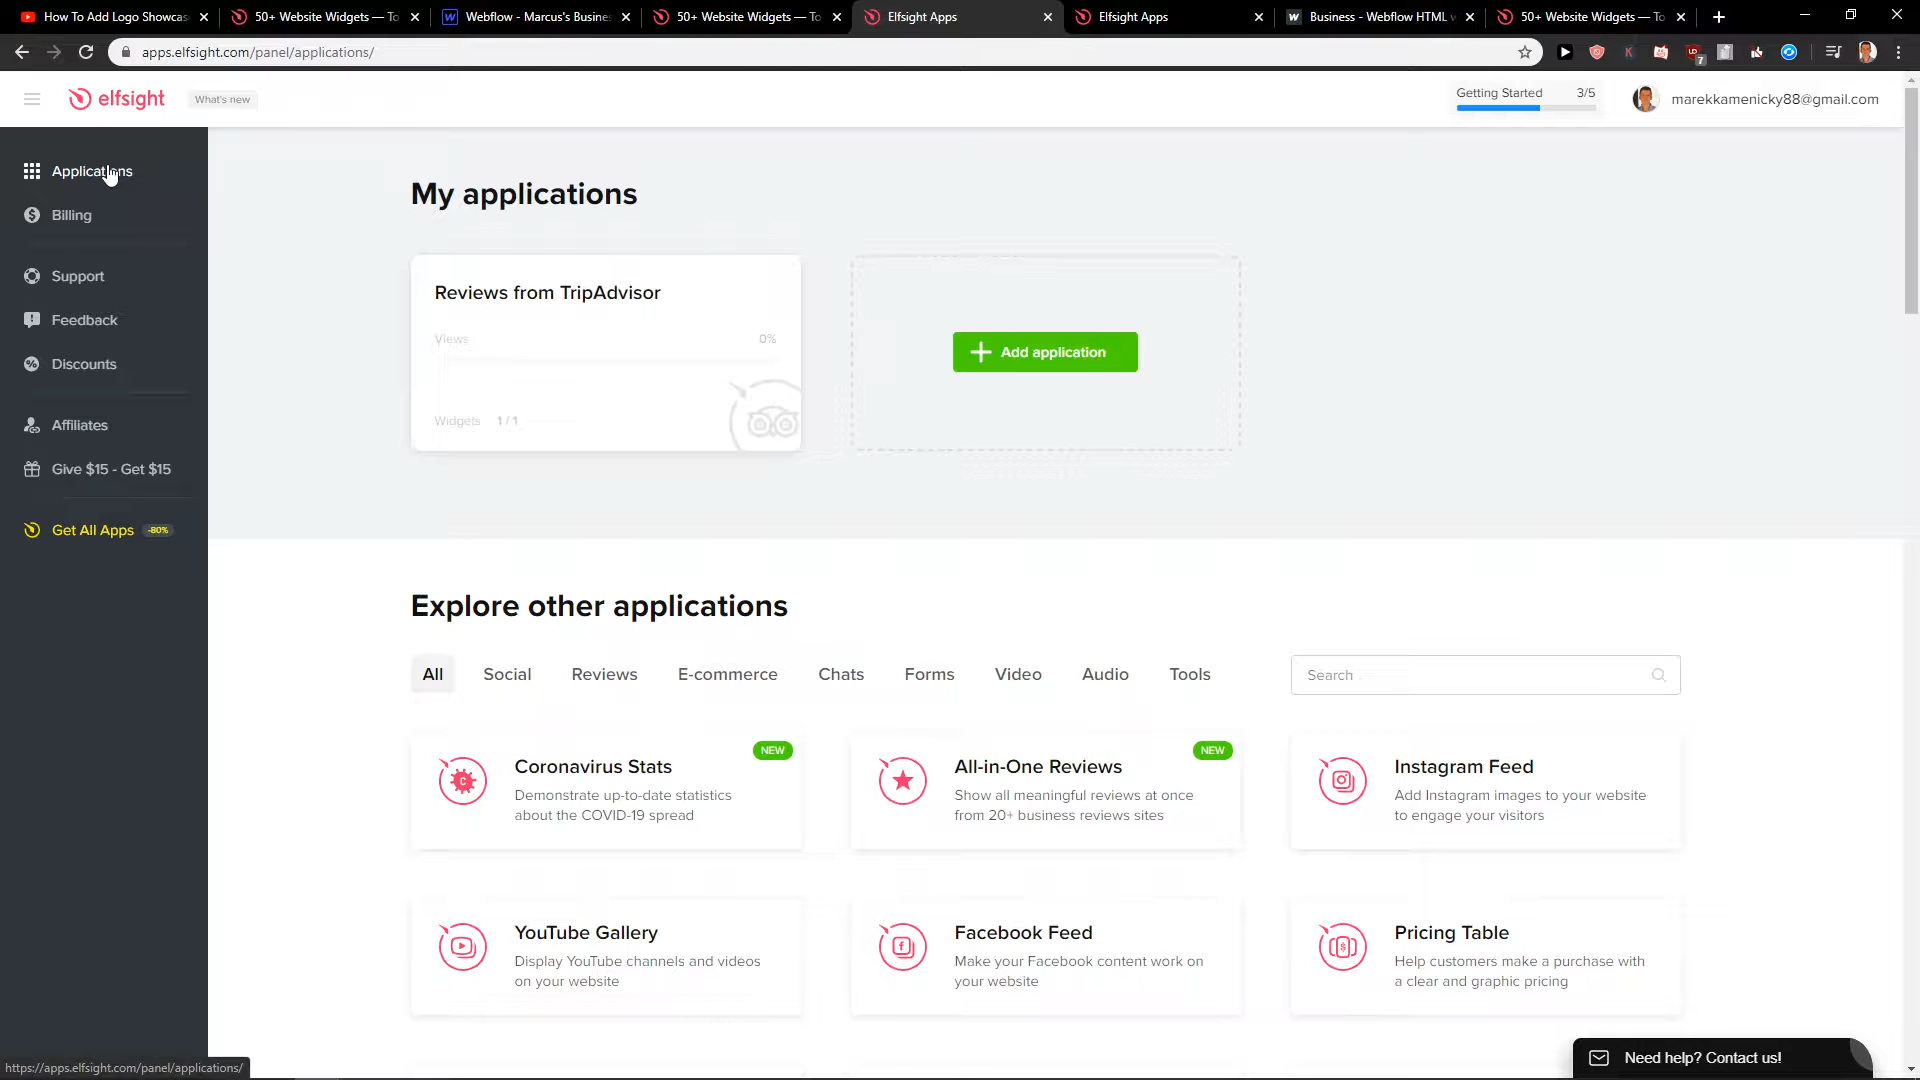 How To Add Logo Showcas
50+ Website Widgets — To
Webflow - Marcus's Busine
50+ Website Widgets — To
Elfsight Apps
Elfsight Apps
Business - Webflow HTML w
50+ Website Widgets — To
apps.elfsight.com/panel/applications/
7
elfsight
What's new
Getting Started 3/5
marekkamenicky88@gmail.com
Applications
Billing
Support
Feedback
Discounts
Affiliates
Give $15 - Get $15
Get All Apps -80%
My applications
Reviews from TripAdvisor
Views 0%
Widgets 1 / 1
Add application
Explore other applications
All Social Reviews E-commerce Chats Forms Video Audio Tools
Search
NEW
Coronavirus Stats
Demonstrate up-to-date statistics
about the COVID-19 spread
NEW
All-in-One Reviews
Show all meaningful reviews at once
from 20+ business reviews sites
Instagram Feed
Add Instagram images to your website
to engage your visitors
YouTube Gallery
Display YouTube channels and videos
on your website
Facebook Feed
Make your Facebook content work on
your website
Pricing Table
Help customers make a purchase with
a clear and graphic pricing
Need help? Contact us!
https://apps.elfsight.com/panel/applications/